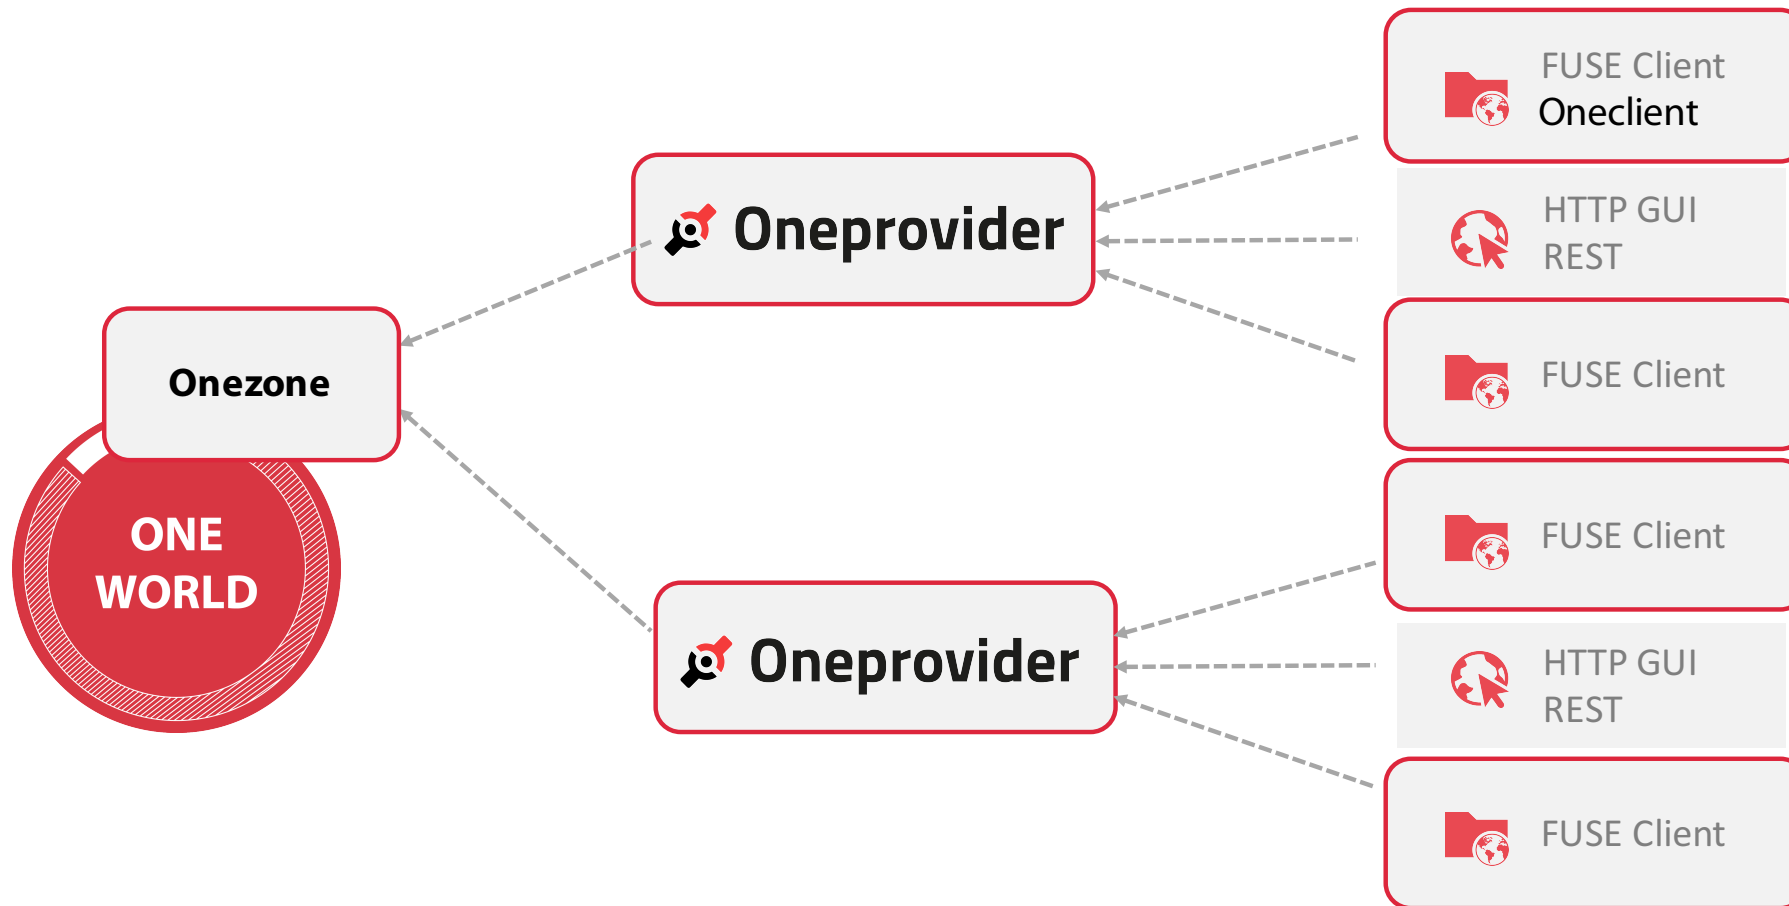 Onezone
ONE
WORLD
Oneprovider
Oneprovider
FUSE Client
Oneclient
HTTP GUI
REST
FUSE Client
FUSE Client
HTTP GUI
REST
FUSE Client